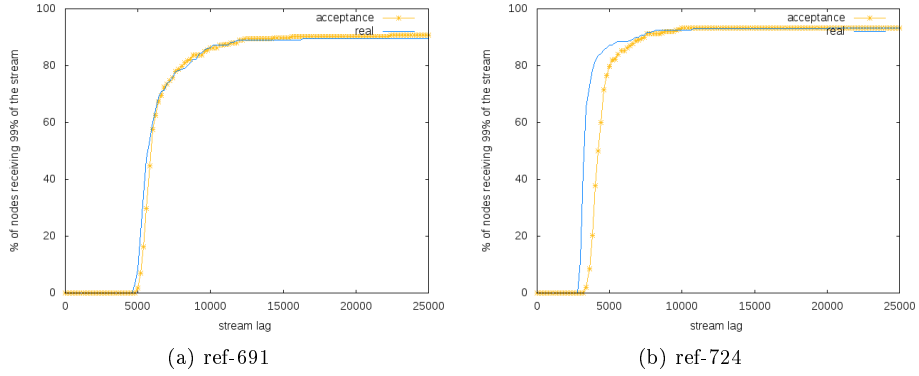 100
80
60
40
20
0
% of nodes receiving 99% of the stream
acceptance
real
0 5000 10000 15000 20000 25000
stream lag
(a) ref-691
100
80
60
40
20
0
% of nodes receiving 99% of the stream
acceptance
real
0 5000 10000 15000 20000 25000
stream lag
(b) ref-724